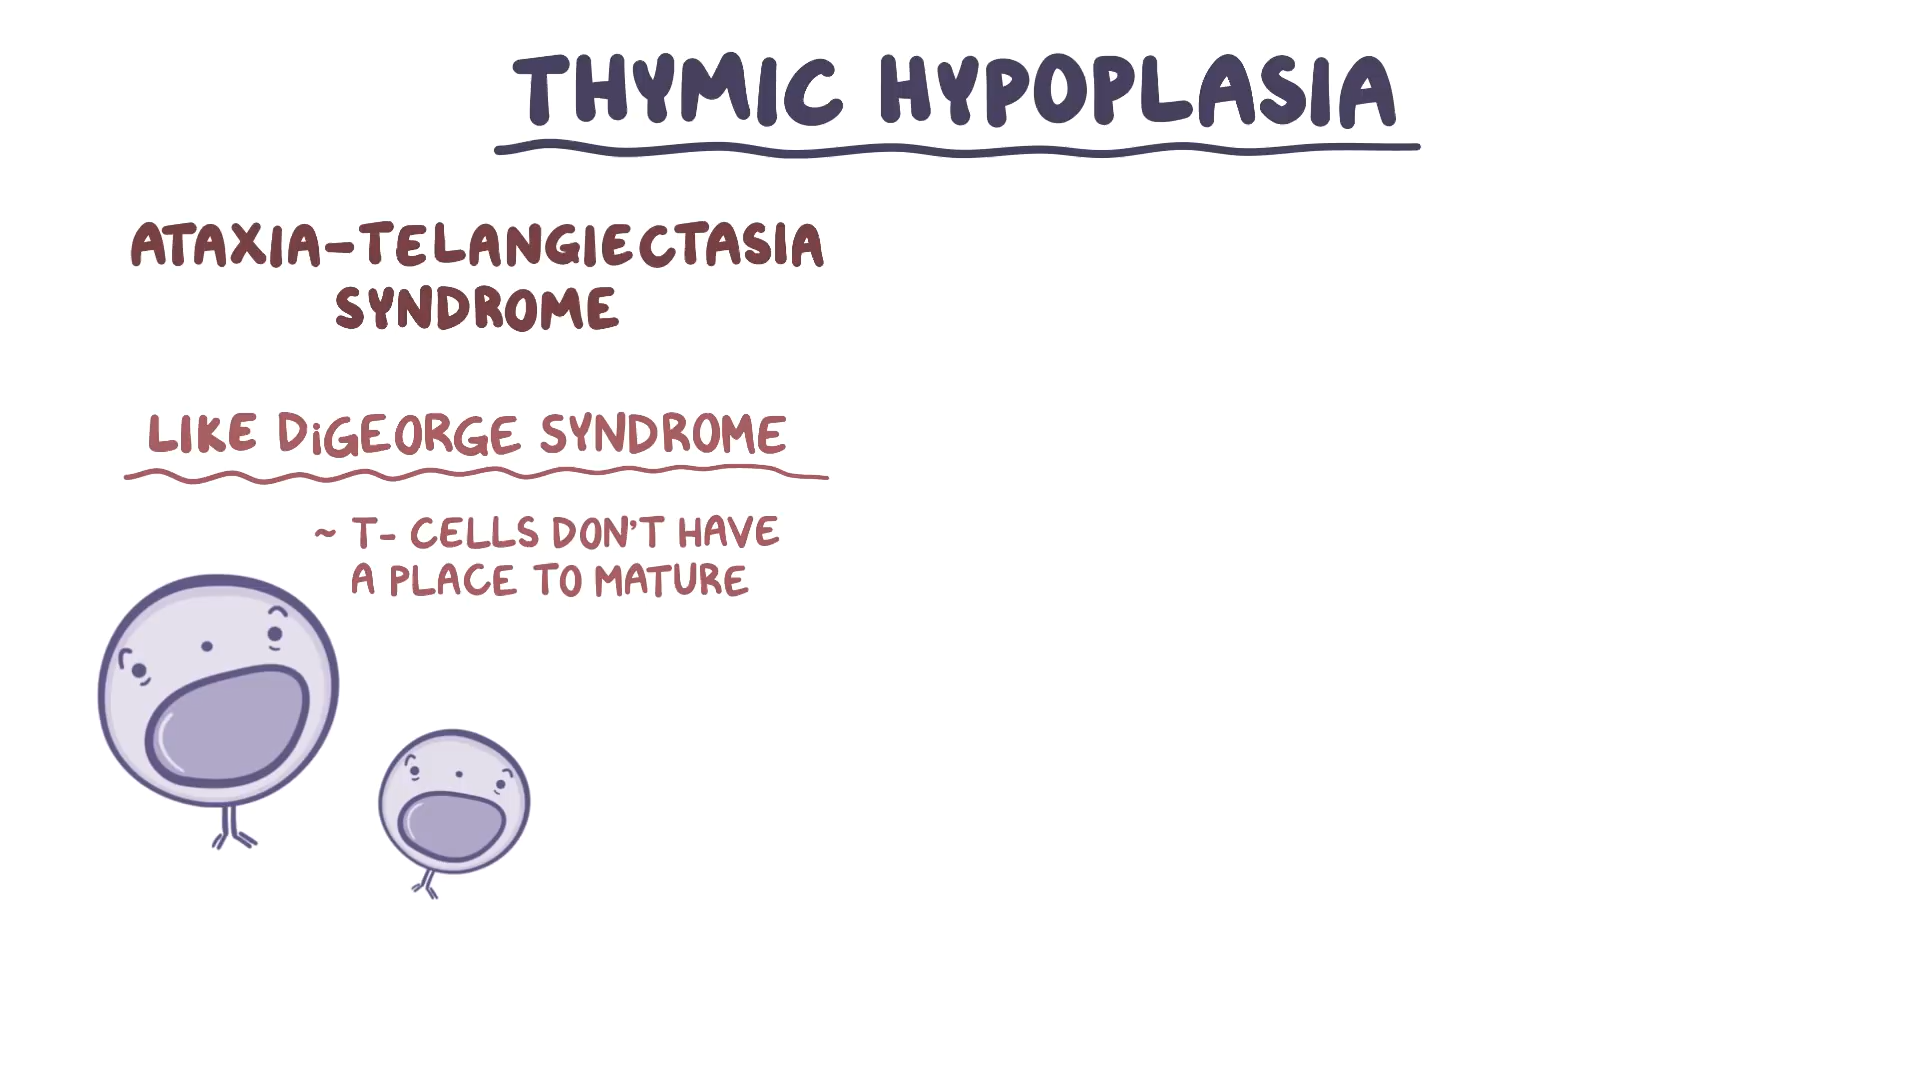 THYMIC HYPOPLASIA
ATAXIA-TELANGIECTASIA
SYNDROME
LIKE DiGEORGE SYNDROME
~ T- CELLS DON'T HAVE
A PLACE TO MATURE